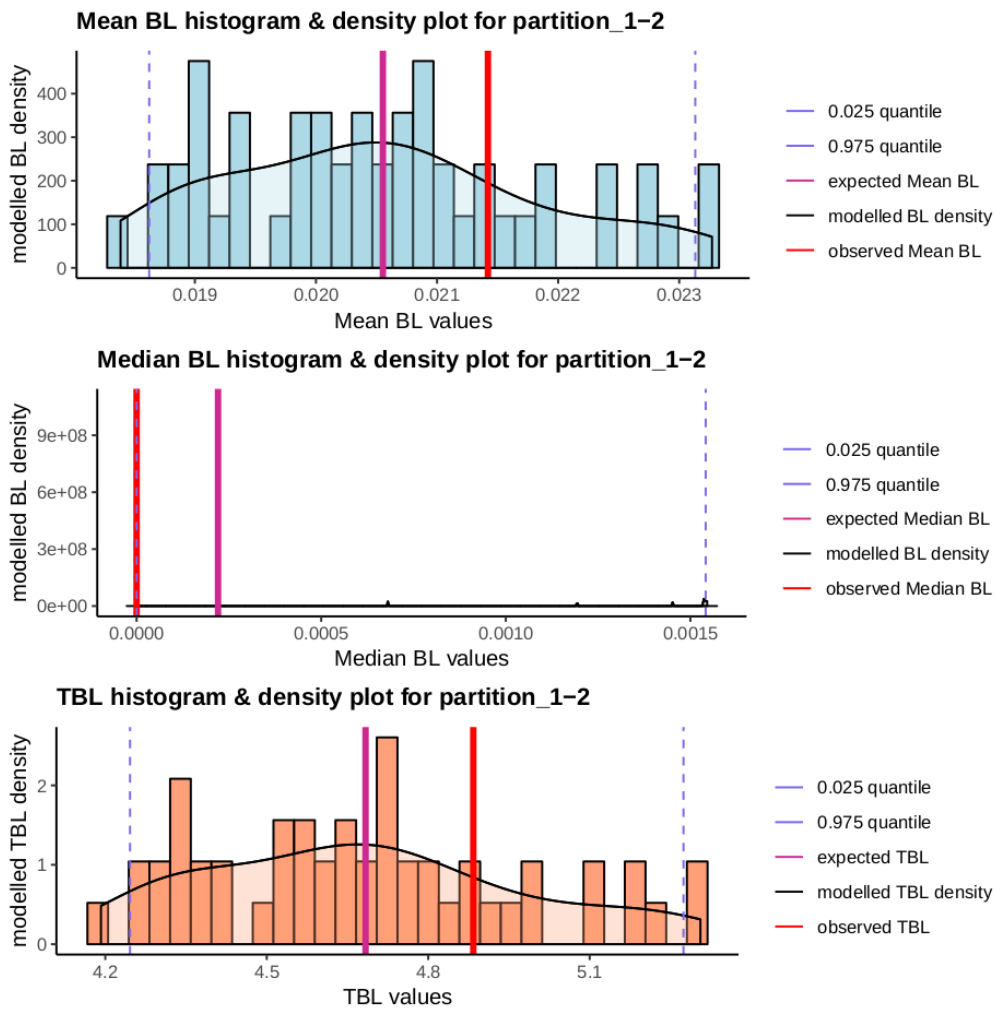 Mean BL histogram & density plot for partition_1−2
modelled BL density
400
300
200
100
0
0.019 0.020 0.021 0.022 0.023
Mean BL values
0.025 quantile
0.975 quantile
expected Mean BL
modelled BL density
observed Mean BL
Median BL histogram & density plot for partition_1−2
modelled BL density
9e+08
6e+08
3e+08
0e+00
0.0000 0.0005 0.0010 0.0015
Median BL values
0.025 quantile
0.975 quantile
expected Median BL
modelled BL density
observed Median BL
TBL histogram & density plot for partition_1−2
modelled TBL density
2
1
0
4.2 4.5 4.8 5.1
TBL values
0.025 quantile
0.975 quantile
expected TBL
modelled TBL density
observed TBL